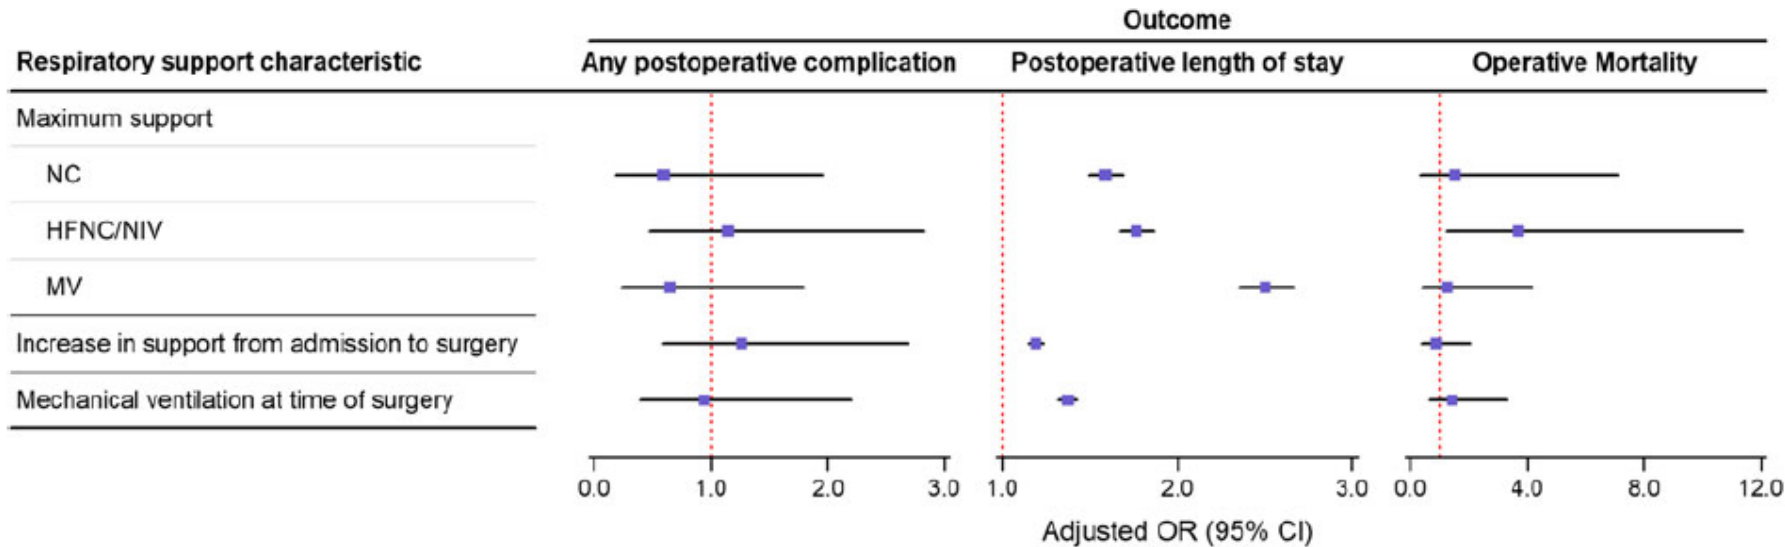 Outcome
Respiratory support characteristic Any postoperative complication Postoperative length of stay Operative Mortality
Maximum support
NC
HFNC/NIV
MV
Increase in support from admission to surgery
Mechanical ventilation at time of surgery
0.0 1.0 2.0 3.0 1.0 2.0 3.0 0.0 4.0 8.0 12.0
Adjusted OR (95% CI)